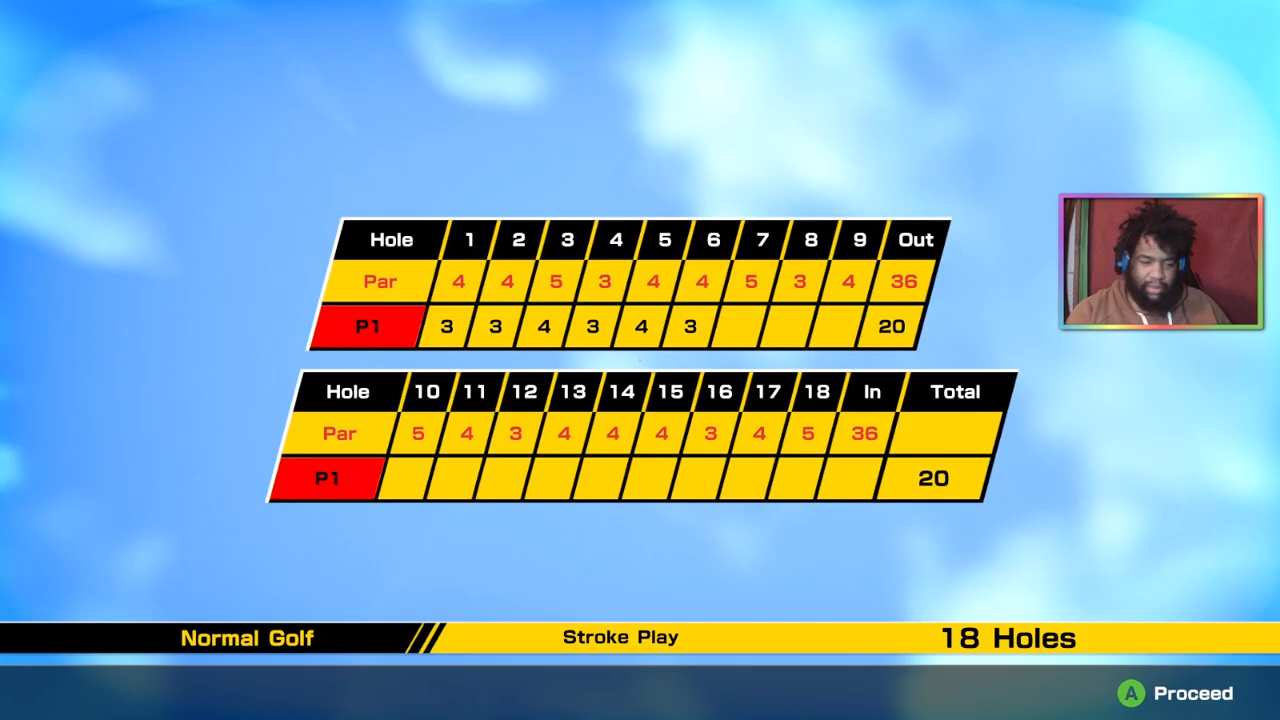 Hole 1 2 3 4 5 6 7 8 9 Out
Par 4 4 5 3 4 4 5 3 4 36
P1 3 3 4 3 4 3 20
Hole 10 11 12 13 14 15 16 17 18 In Total
Par 5 4 3 4 4 4 3 4 5 36
P1 20
Normal Golf Stroke Play 18 Holes
A Proceed